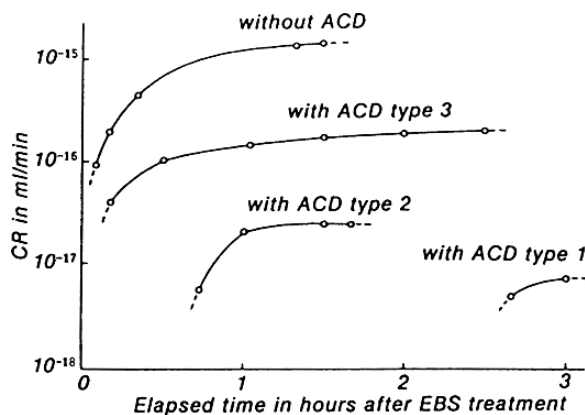 without ACD
10⁻¹⁵
with ACD type 3
10⁻¹⁶
with ACD type 2
with ACD type 1
10⁻¹⁷
10⁻¹⁸
CR in ml/min
0 1 2 3
Elapsed time in hours after EBS treatment